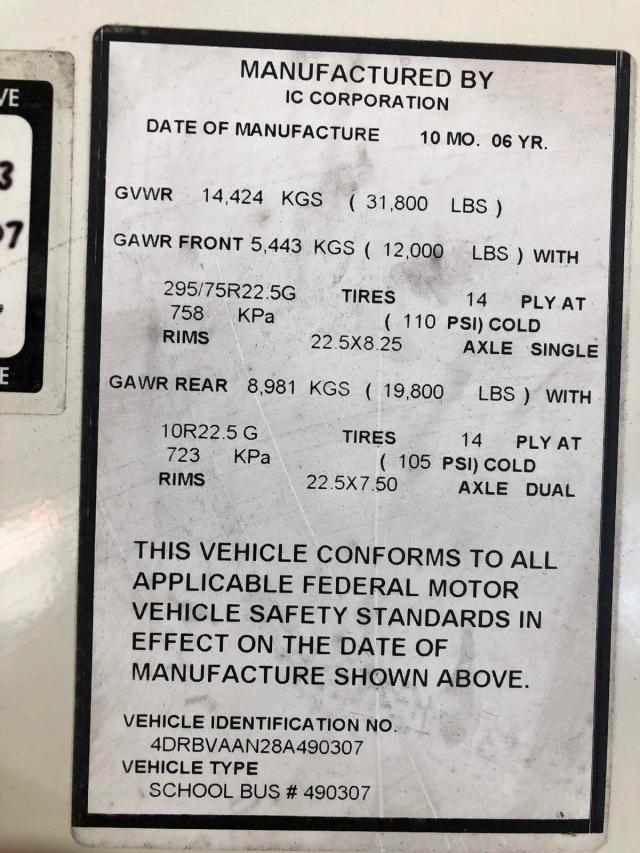 VE
3
07
#
E
MANUFACTURED BY
IC CORPORATION
DATE OF MANUFACTURE 10 MO. 06 YR.
GVWR 14,424 KGS ( 31,800 LBS )
GAWR FRONT 5,443 KGS ( 12,000 LBS ) WITH
295/75R22.5G TIRES 14 PLY AT
758 KPa ( 110 PSI) COLD
RIMS 22.5X8.25 AXLE SINGLE
GAWR REAR 8,981 KGS ( 19,800 LBS ) WITH
10R22.5 G TIRES 14 PLY AT
723 KPa ( 105 PSI) COLD
RIMS 22.5X7.50 AXLE DUAL
THIS VEHICLE CONFORMS TO ALL
APPLICABLE FEDERAL MOTOR
VEHICLE SAFETY STANDARDS IN
EFFECT ON THE DATE OF
MANUFACTURE SHOWN ABOVE.
VEHICLE IDENTIFICATION NO.
4DRBVAAN28A490307
VEHICLE TYPE
SCHOOL BUS # 490307